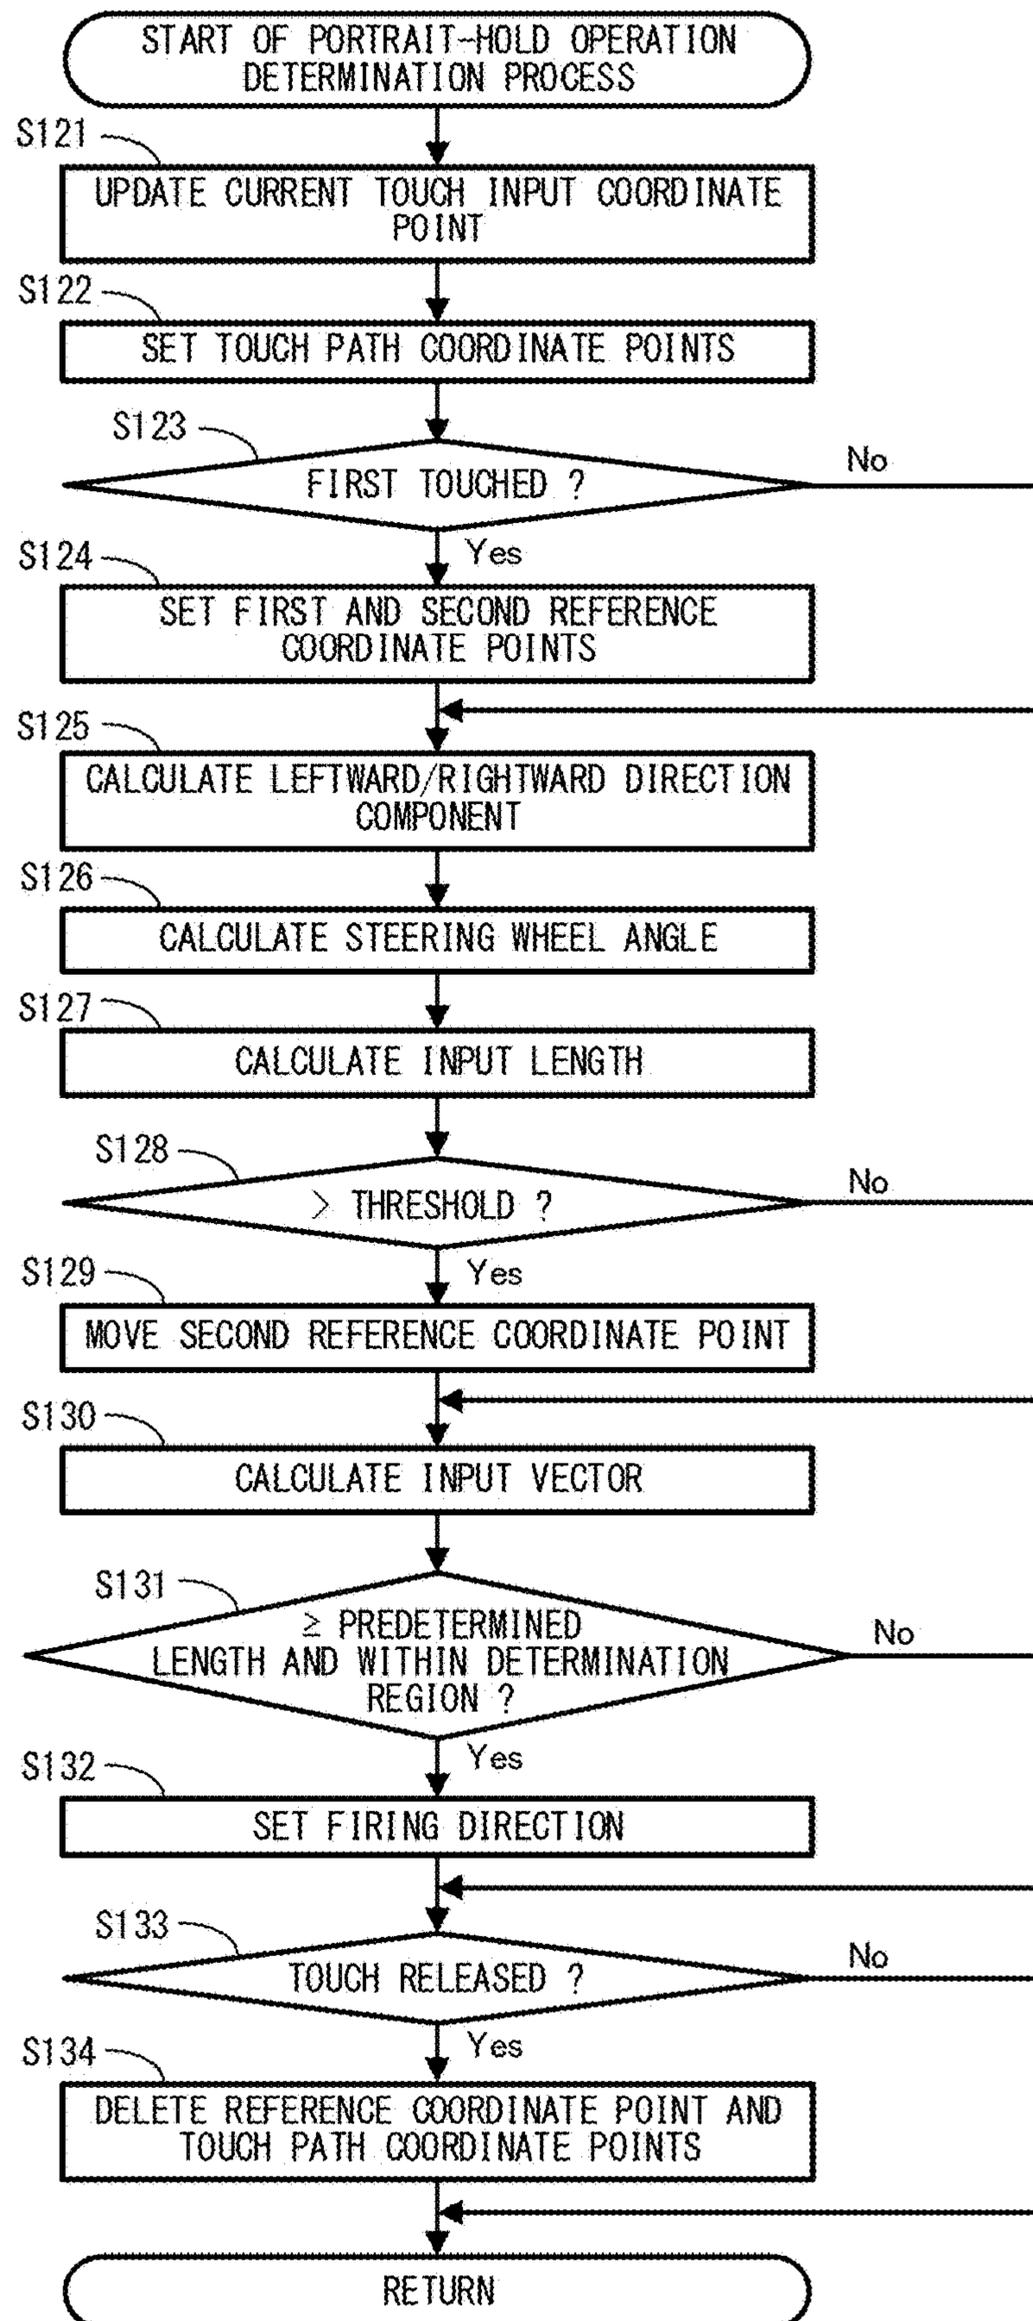 START OF PORTRAIT-HOLD OPERATION
DETERMINATION PROCESS
S121
UPDATE CURRENT TOUCH INPUT COORDINATE
POINT
S122
SET TOUCH PATH COORDINATE POINTS
S123
FIRST TOUCHED ?
No
Yes
S124
SET FIRST AND SECOND REFERENCE
COORDINATE POINTS
S125
CALCULATE LEFTWARD/RIGHTWARD DIRECTION
COMPONENT
S126
CALCULATE STEERING WHEEL ANGLE
S127
CALCULATE INPUT LENGTH
S128
> THRESHOLD ?
No
Yes
S129
MOVE SECOND REFERENCE COORDINATE POINT
S130
CALCULATE INPUT VECTOR
S131
≥ PREDETERMINED
LENGTH AND WITHIN DETERMINATION
REGION ?
No
Yes
S132
SET FIRING DIRECTION
S133
TOUCH RELEASED ?
No
Yes
S134
DELETE REFERENCE COORDINATE POINT AND
TOUCH PATH COORDINATE POINTS
RETURN